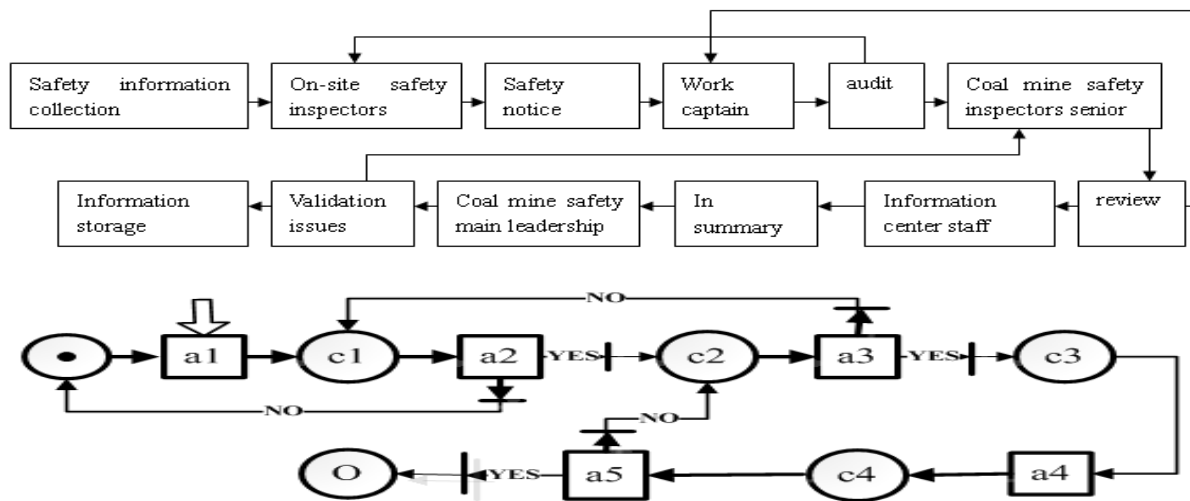 Safety information
collection
On-site safety
inspectors
Safety
notice
Work
captain
audit
Coal mine safety
inspectors senior
Information
storage
Validation
issues
Coal mine safety
main leadership
In
summary
Information
center staff
review
NO
a1
c1
a2
YES
c2
a3
YES
c3
NO
NO
O
YES
a5
c4
a4